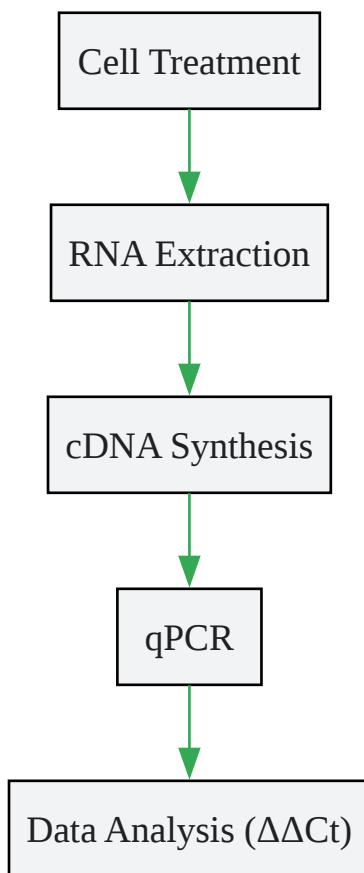 Cell Treatment
RNA Extraction
cDNA Synthesis
qPCR
Data Analysis (ΔΔCt)